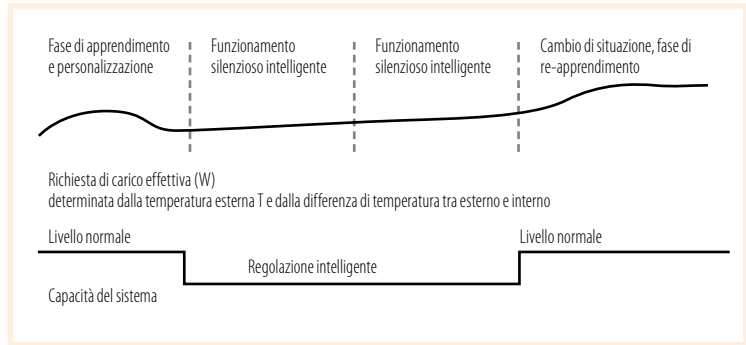 Fase di apprendimento
e personalizzazione
Funzionamento
silenzioso intelligente
Funzionamento
silenzioso intelligente
Cambio di situazione, fase di
re-apprendimento
Richiesta di carico effettiva (W)
determinata dalla temperatura esterna T e dalla differenza di temperatura tra esterno e interno
Livello normale
Livello normale
Regolazione intelligente
Capacità del sistema